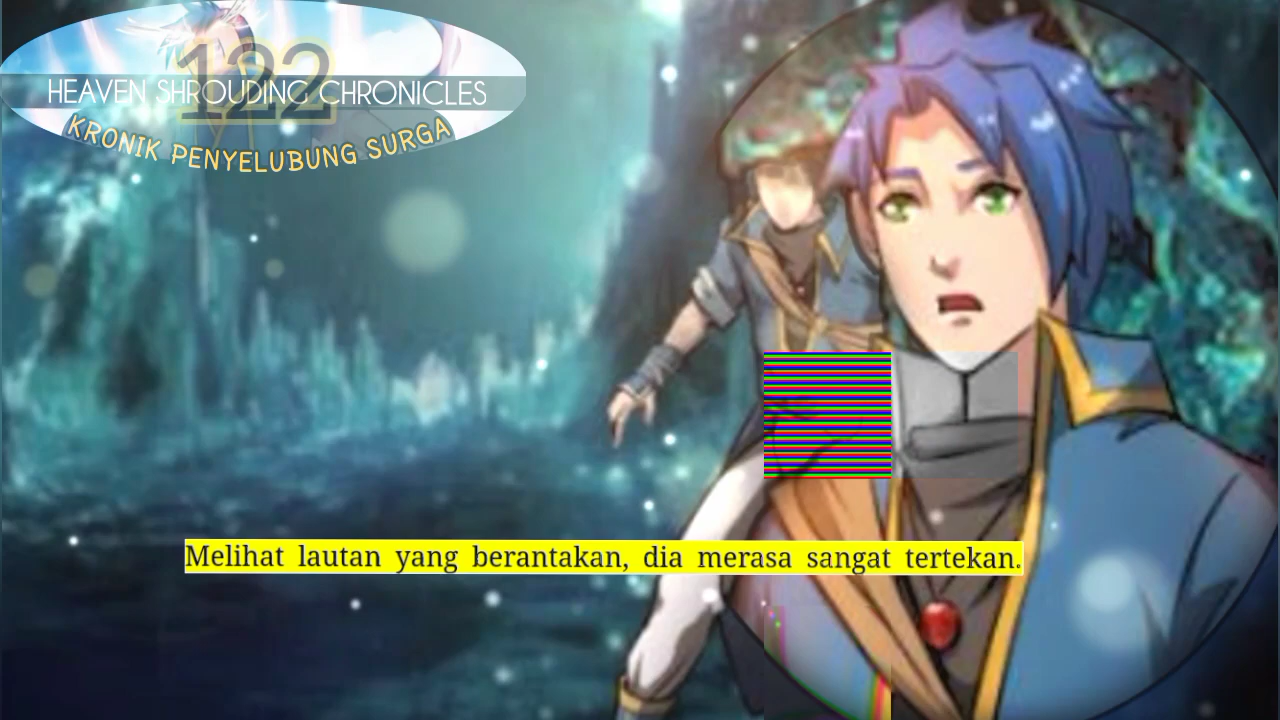 122
HEAVEN SHROUDING CHRONICLES
KRONIK PENYELUBUNG SURGA
Melihat lautan yang berantakan, dia merasa sangat tertekan.